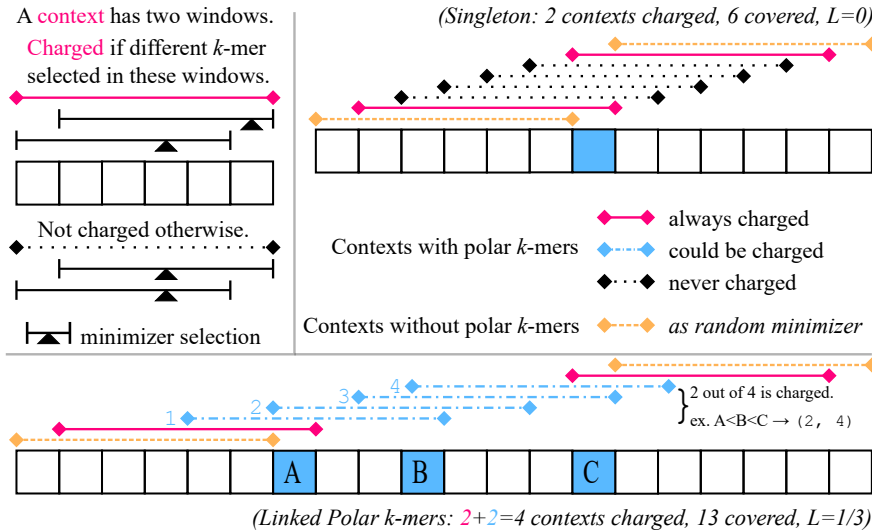 A context has two windows.
Charged if different k-mer
selected in these windows.
Not charged otherwise.
minimizer selection
(Singleton: 2 contexts charged, 6 covered, L=0)
Contexts with polar k-mers
always charged
could be charged
never charged
Contexts without polar k-mers
as random minimizer
4
3
2
1
2 out of 4 is charged.
ex. A<B<C → (2, 4)
A B C
(Linked Polar k-mers: 2+2=4 contexts charged, 13 covered, L=1/3)